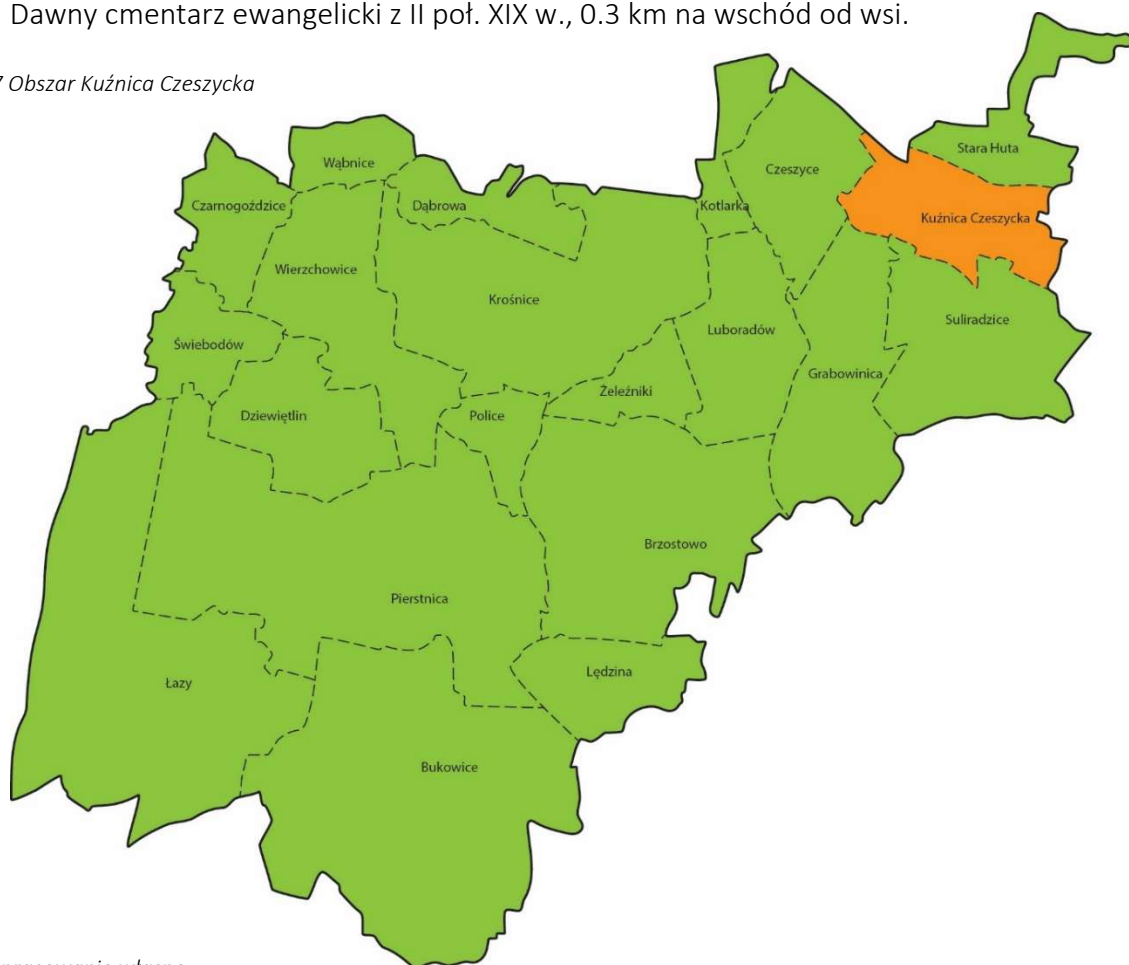 Dawny cmentarz ewangelicki z II poł. XIX w., 0.3 km na wschód od wsi.
7 Obszar Kuźnica Czeszycka
Stara Huta
Wąbnice
Czeszyce
Czarnogoździce
Dąbrowa
Kotlarka
Kuźnica Czeszycka
Wierzchowice
Krośnice
Suliradzice
Luboradów
Świebodów
Grabowinica
Żeleźniki
Dziewiętlin
Police
Brzostowo
Pierstnica
Lędzina
Łazy
Bukowice